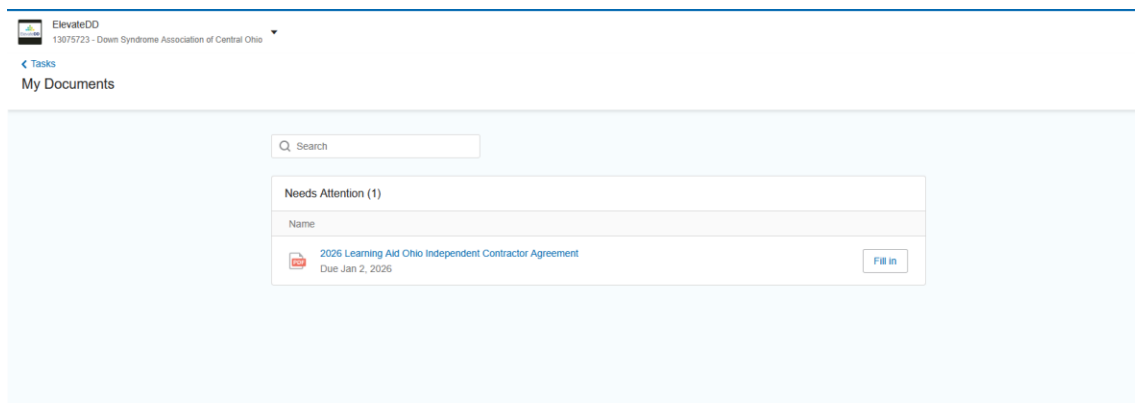 ElevateDD
13075723 - Down Syndrome Association of Central Ohio
Tasks
My Documents
Search
Needs Attention (1)
Name
PDF
2026 Learning Aid Ohio Independent Contractor Agreement
Due Jan 2, 2026
Fill in